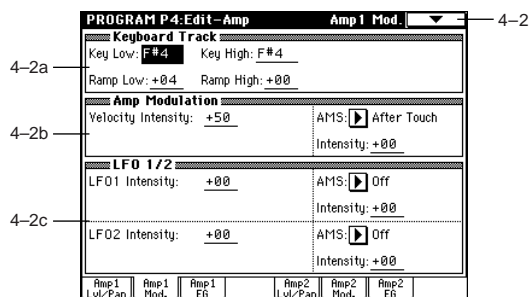 PROGRAM P4:Edit-Amp Amp1 Mod. 4–2
Keyboard Track
Key Low: F#4 Key High: F#4
4–2a
Ramp Low: +04 Ramp High: +00
Amp Modulation
Velocity Intensity: +50 AMS: After Touch
4–2b
Intensity: +00
LFO 1/2
LFO1 Intensity: +00 AMS: Off
Intensity: +00
4–2c
LFO2 Intensity: +00 AMS: Off
Intensity: +00
Amp1 Amp1 Amp1 Amp2 Amp2 Amp2
Lvl/Pan Mod. EG Lvl/Pan Mod. EG